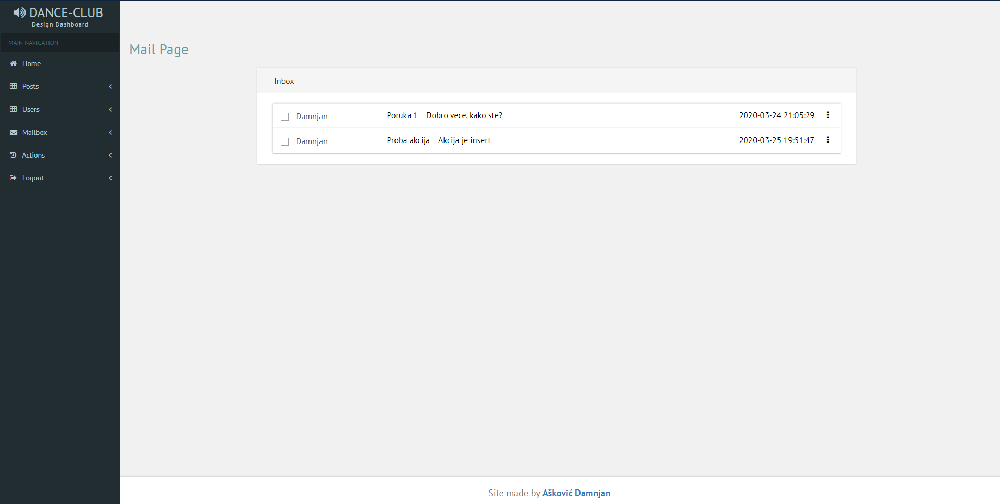 DANCE-CLUB
Design Dashboard
MAIN NAVIGATION
Home
Posts
Users
Mailbox
Actions
Logout
Mail Page
Inbox
Damnjan Poruka 1 Dobro vece, kako ste? 2020-03-24 21:05:29
Damnjan Proba akcija Akcija je insert 2020-03-25 19:51:47
Site made by Ašković Damnjan